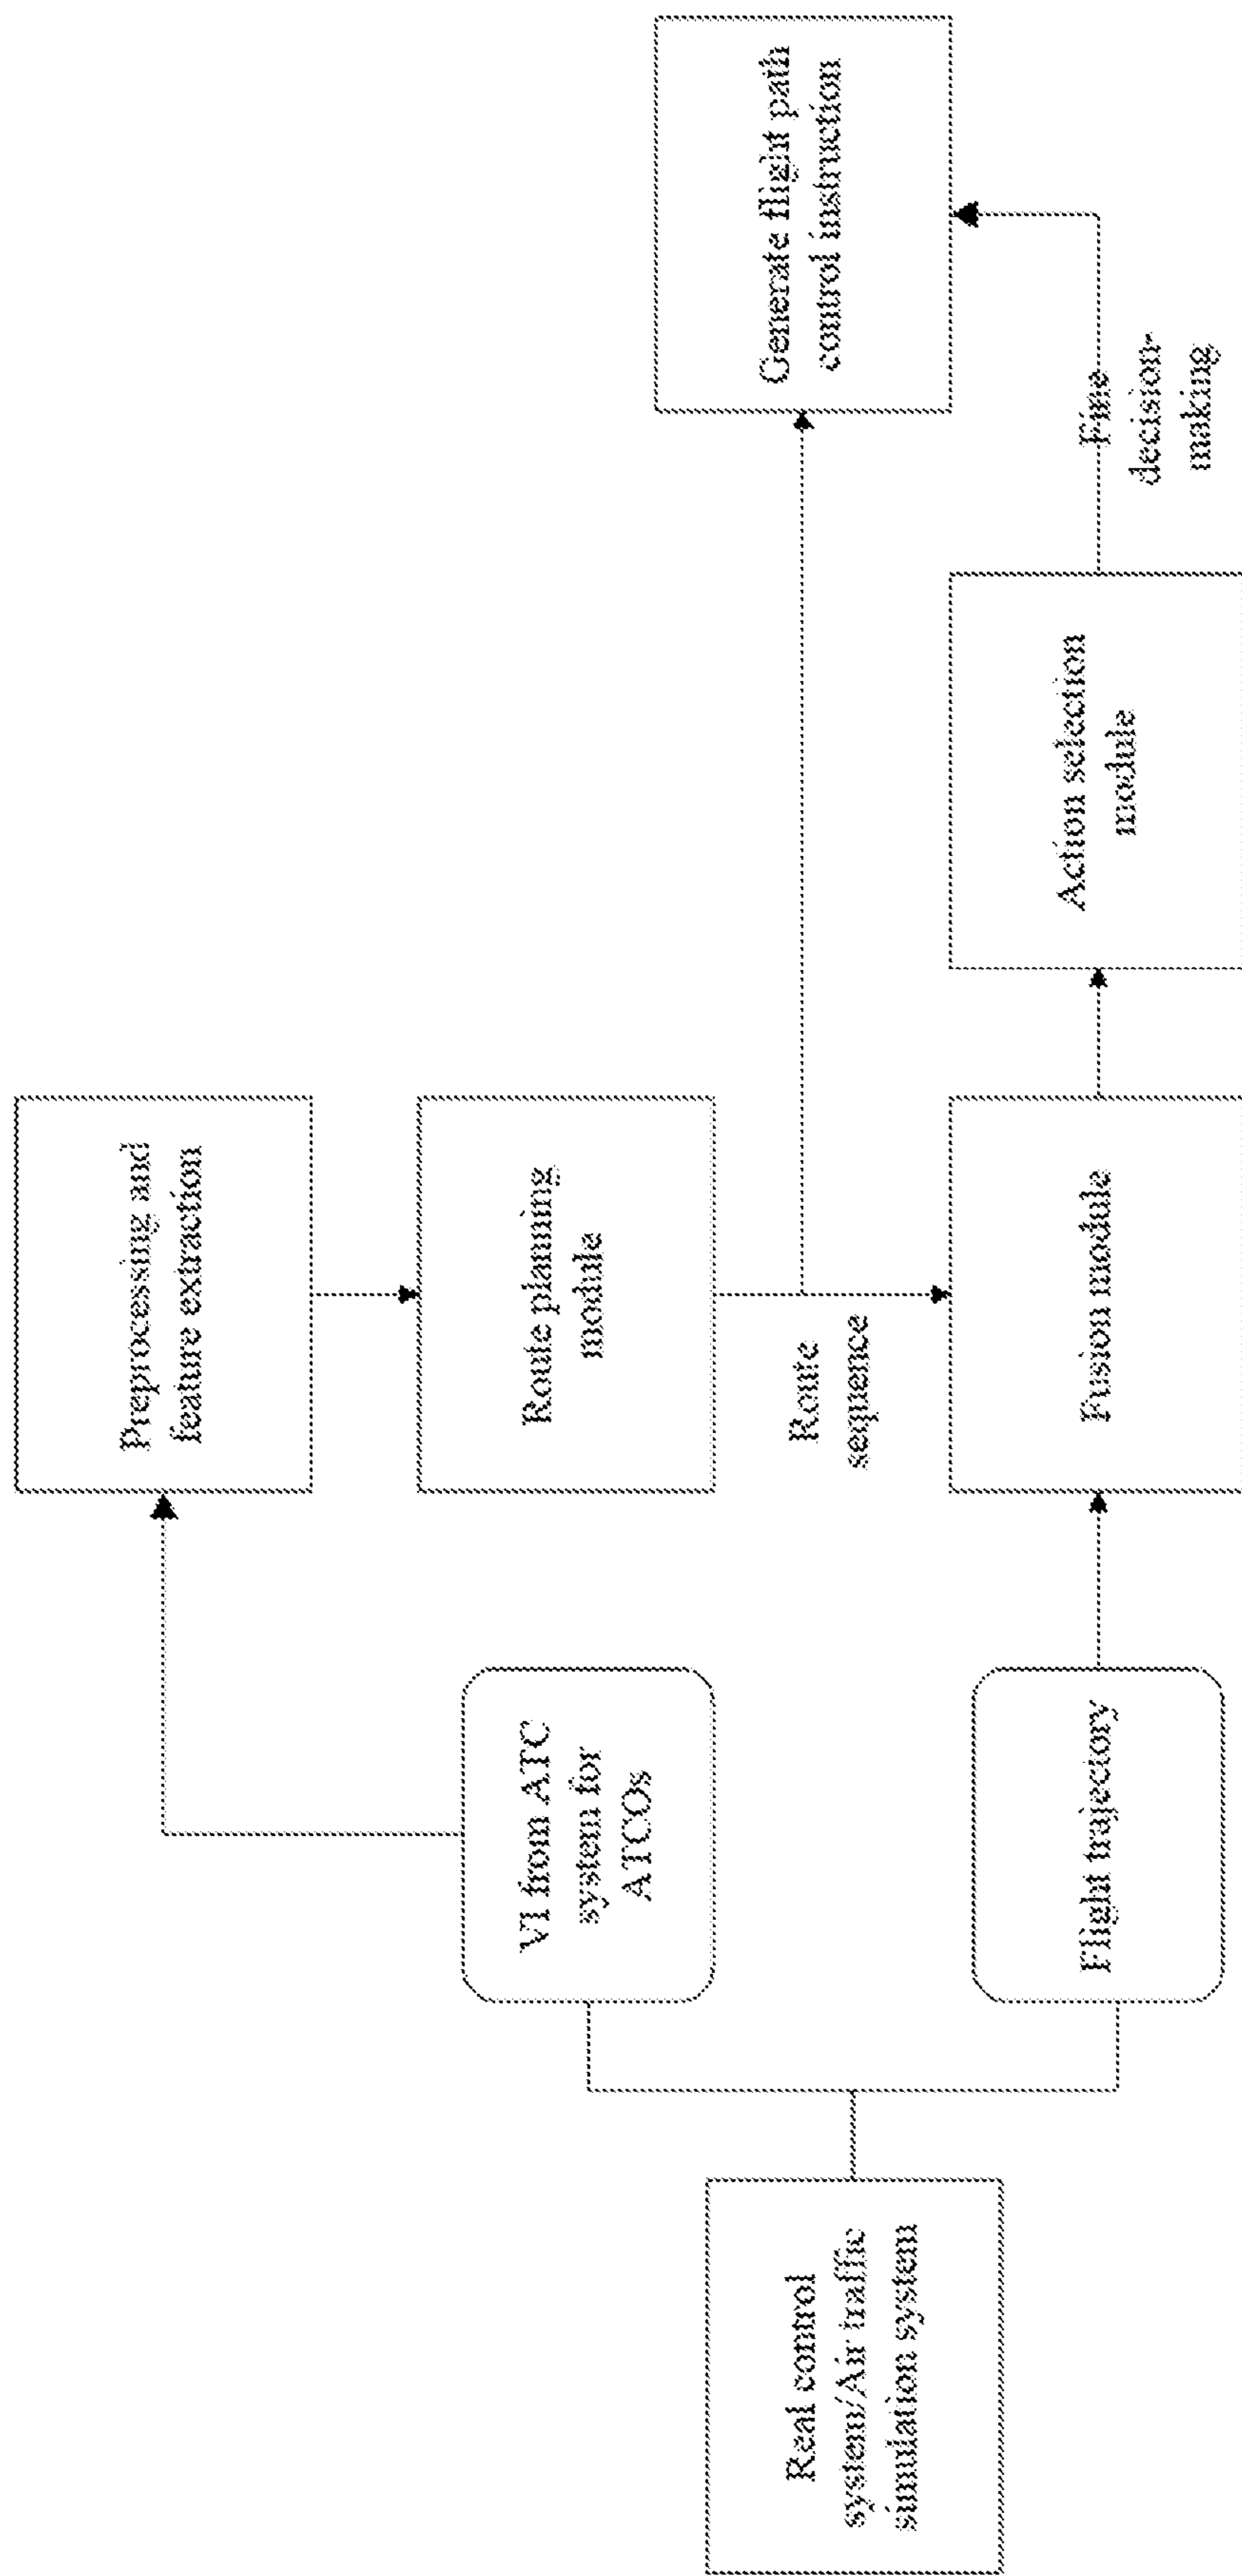 Preprocessing and
feature extraction
VI from ATC
system for
ATCOs
Route planning
module
Generate flight path
control instruction
Real control
system/Air traffic
simulation system
Route
sequence
Flight trajectory
Fusion module
Action selection
module
Fine
decision-
making